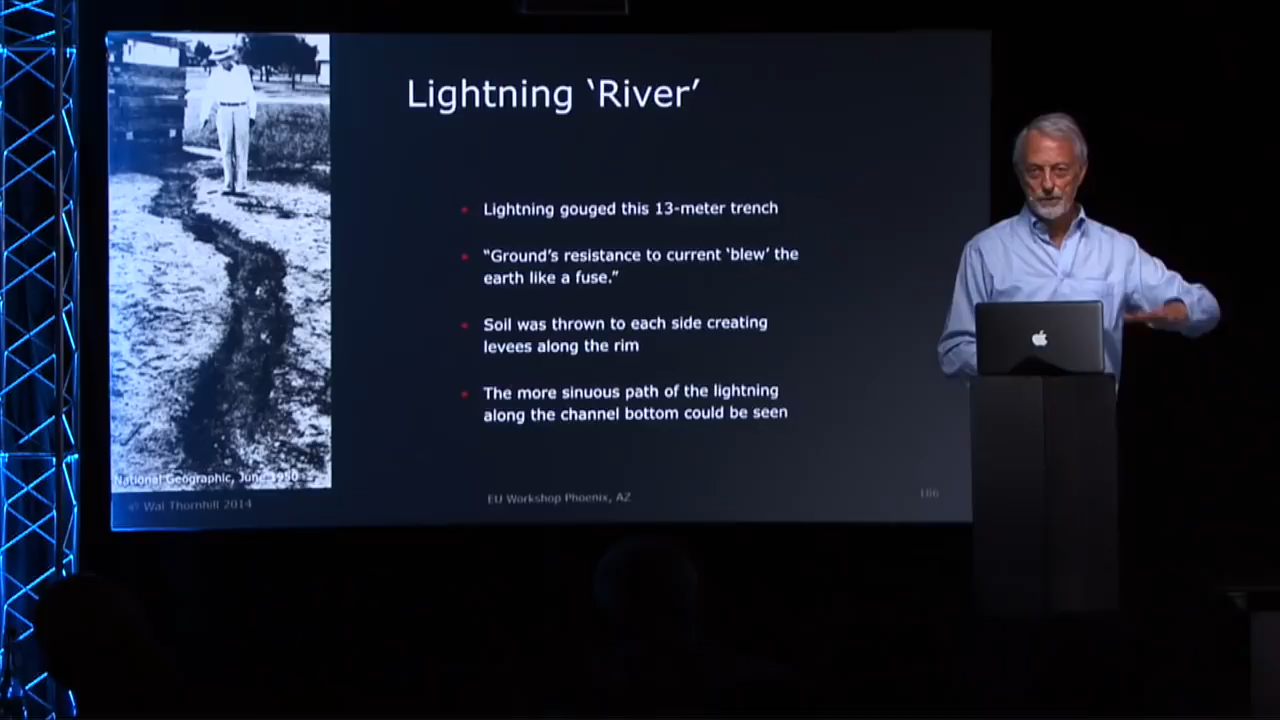 Lightning ‘River’
• Lightning gouged this 13-meter trench
• “Ground’s resistance to current ‘blew’ the
earth like a fuse.”
• Soil was thrown to each side creating
levees along the rim
• The more sinuous path of the lightning
along the channel bottom could be seen
National Geographic, June 1950
© Wal Thornhill 2014
EU Workshop Phoenix, AZ
186